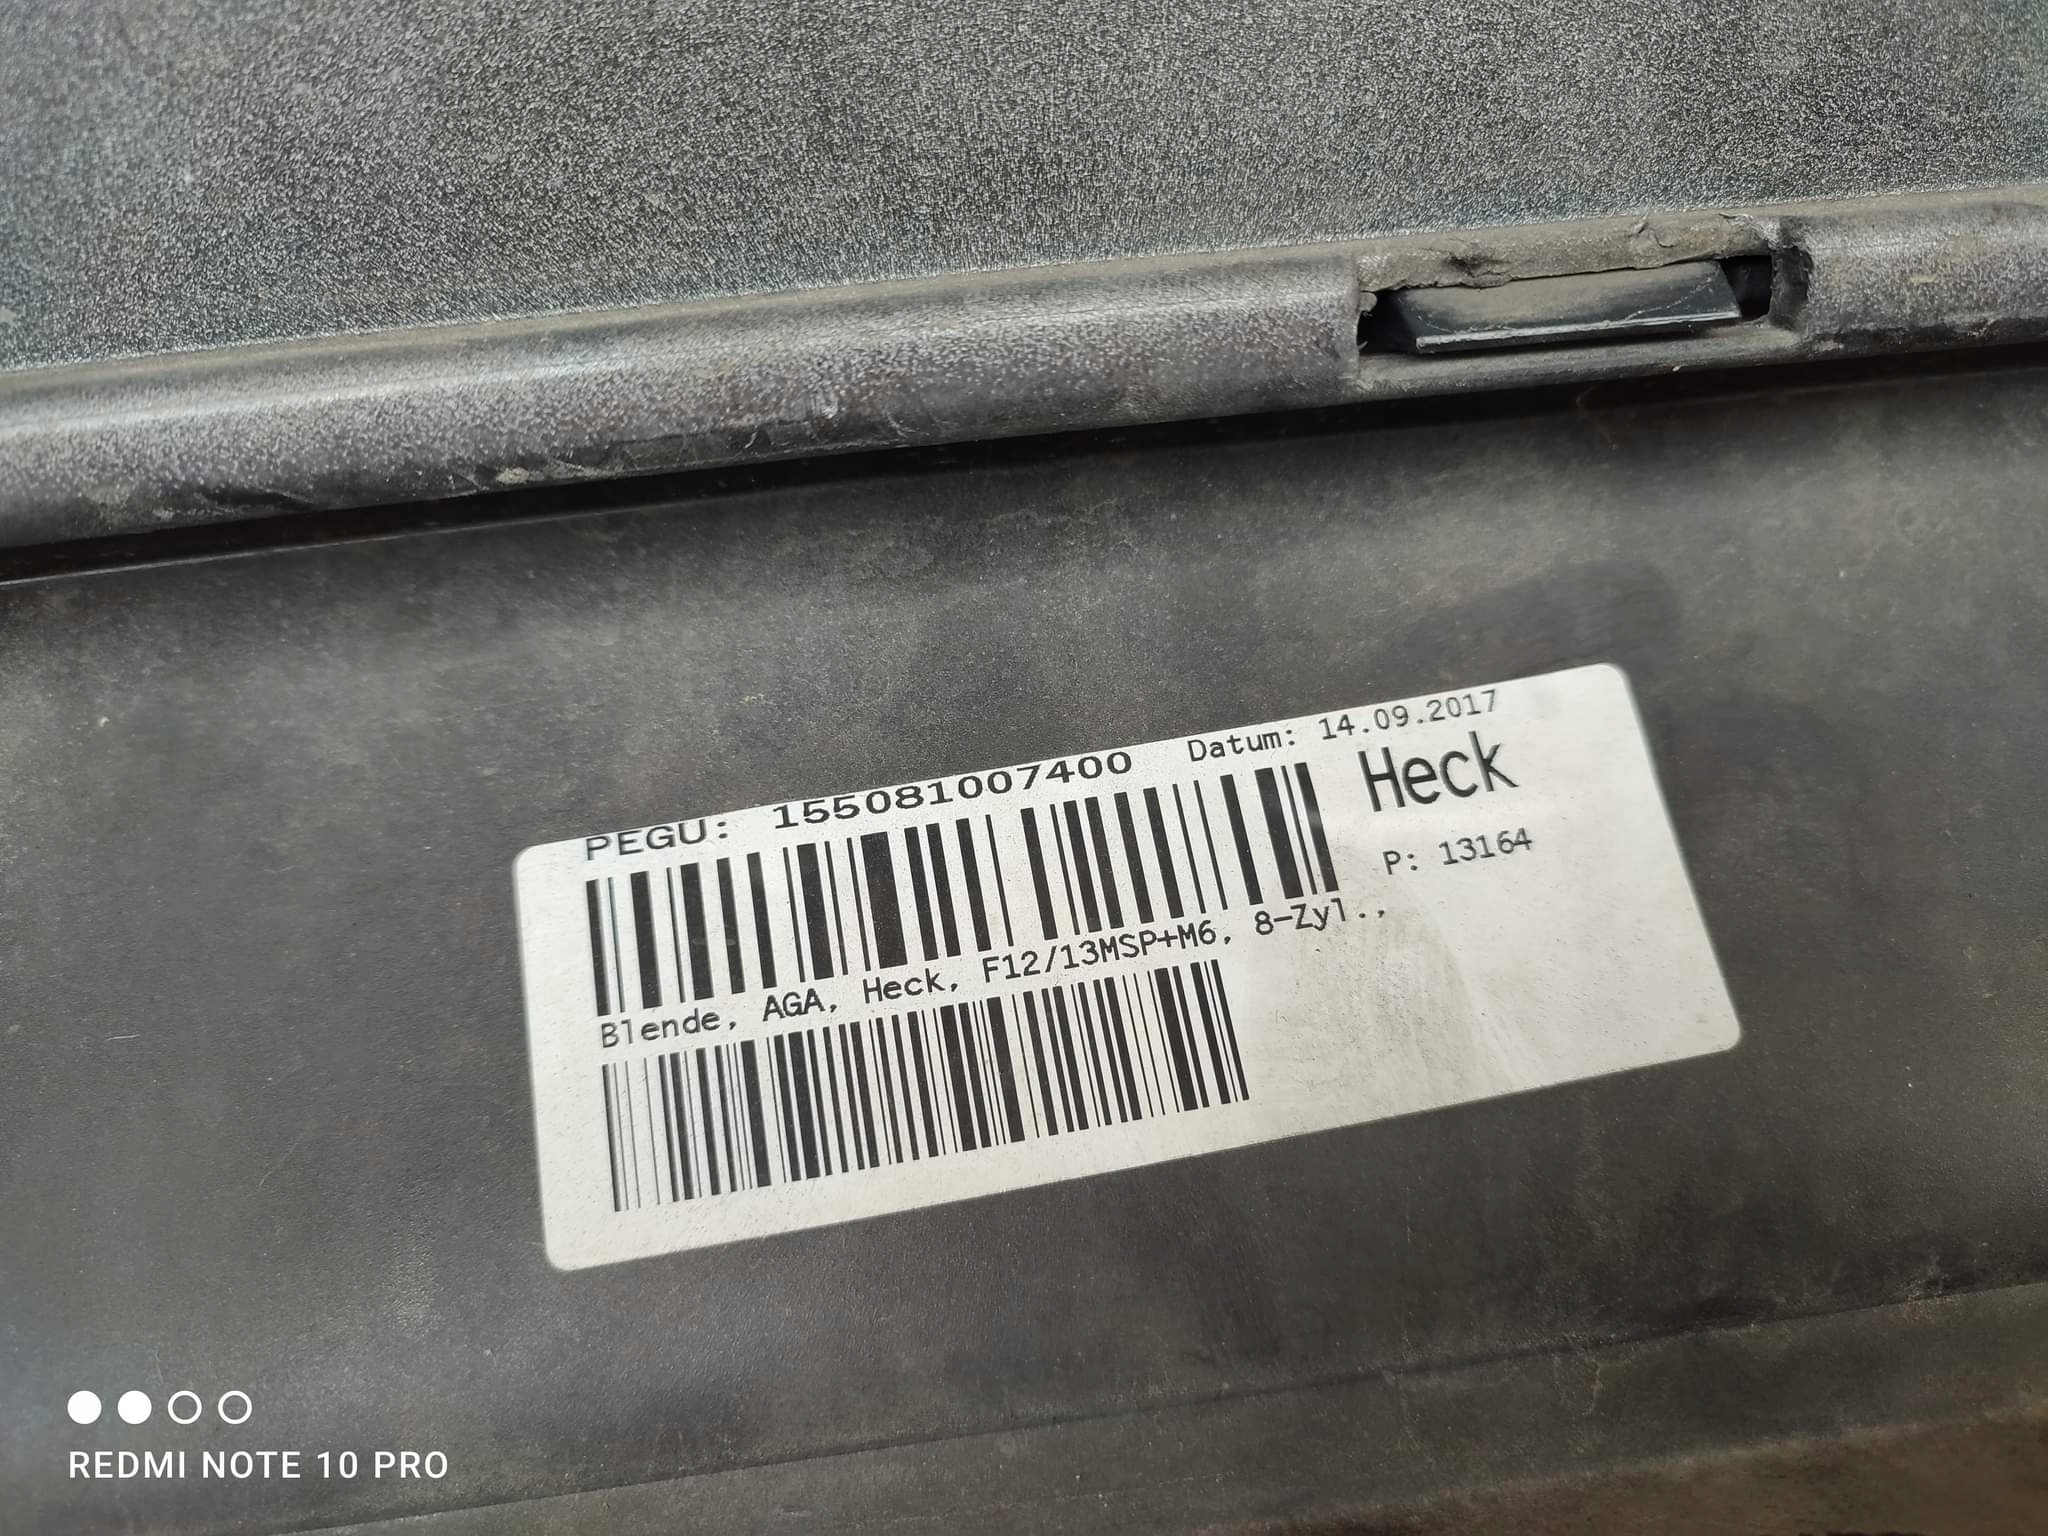 PEGU: 155081007400 Datum: 14.09.2017
Heck
P: 13164
Blende, AGA, Heck, F12/13MSP+M6, 8-Zyl.,
REDMI NOTE 10 PRO